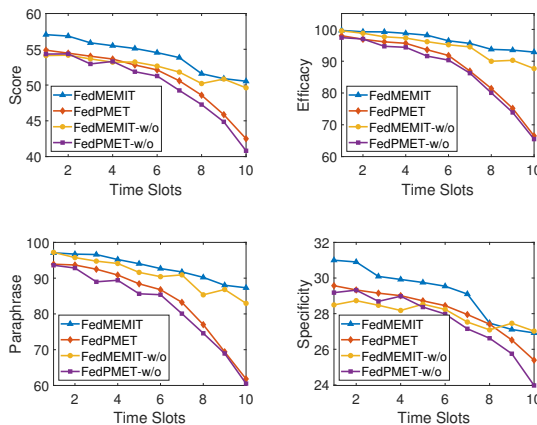 60
55
50
45
40
Score
2
4
6
8
10
Time Slots
FedMEMIT
FedPMET
FedMEMIT-w/o
FedPMET-w/o
100
90
80
70
60
Efficacy
2
4
6
8
10
Time Slots
FedMEMIT
FedPMET
FedMEMIT-w/o
FedPMET-w/o
100
90
80
70
60
Paraphrase
2
4
6
8
10
Time Slots
FedMEMIT
FedPMET
FedMEMIT-w/o
FedPMET-w/o
32
30
28
26
24
Specificity
2
4
6
8
10
Time Slots
FedMEMIT
FedPMET
FedMEMIT-w/o
FedPMET-w/o